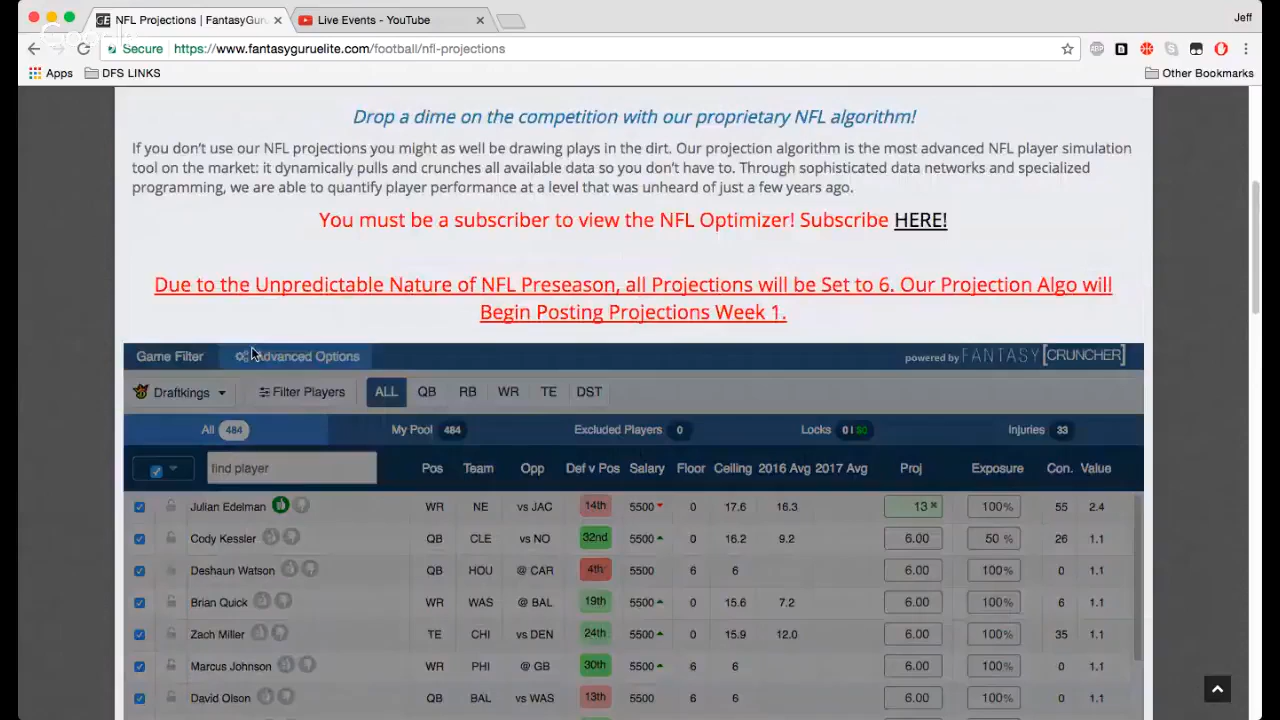 NFL Projections | FantasyGuru
Live Events - YouTube
Jeff
Google
Secure
https://www.fantasyguruelite.com/football/nfl-projections
Apps
DFS LINKS
Other Bookmarks
Drop a dime on the competition with our proprietary NFL algorithm!
If you don't use our NFL projections you might as well be drawing plays in the dirt. Our projection algorithm is the most advanced NFL player simulation
tool on the market: it dynamically pulls and crunches all available data so you don't have to. Through sophisticated data networks and specialized
programming, we are able to quantify player performance at a level that was unheard of just a few years ago.
You must be a subscriber to view the NFL Optimizer! Subscribe HERE!
Due to the Unpredictable Nature of NFL Preseason, all Projections will be Set to 6. Our Projection Algo will
Begin Posting Projections Week 1.
Game Filter Advanced Options powered by FANTASY[CRUNCHER]
Draftkings Filter Players ALL QB RB WR TE DST
All 484 My Pool 484 Excluded Players 0 Locks 0 | 50 Injuries 33
find player Pos Team Opp Def v Pos Salary Floor Ceiling 2016 Avg 2017 Avg Proj Exposure Con. Value
Julian Edelman WR NE vs JAC 14th 5500 0 17.6 16.3 13 × 100% 55 2.4
Cody Kessler QB CLE vs NO 32nd 5500 0 16.2 9.2 6.00 50 % 26 1.1
Deshaun Watson QB HOU @ CAR 4th 5500 6 6 6.00 100% 0 1.1
Brian Quick WR WAS @ BAL 19th 5500 0 15.6 7.2 6.00 100% 6 1.1
Zach Miller TE CHI vs DEN 24th 5500 0 15.9 12.0 6.00 100% 35 1.1
Marcus Johnson WR PHI @ GB 30th 5500 6 6 6.00 100% 0 1.1
David Olson QB BAL vs WAS 13th 5500 6 6 6.00 100% 0 1.1